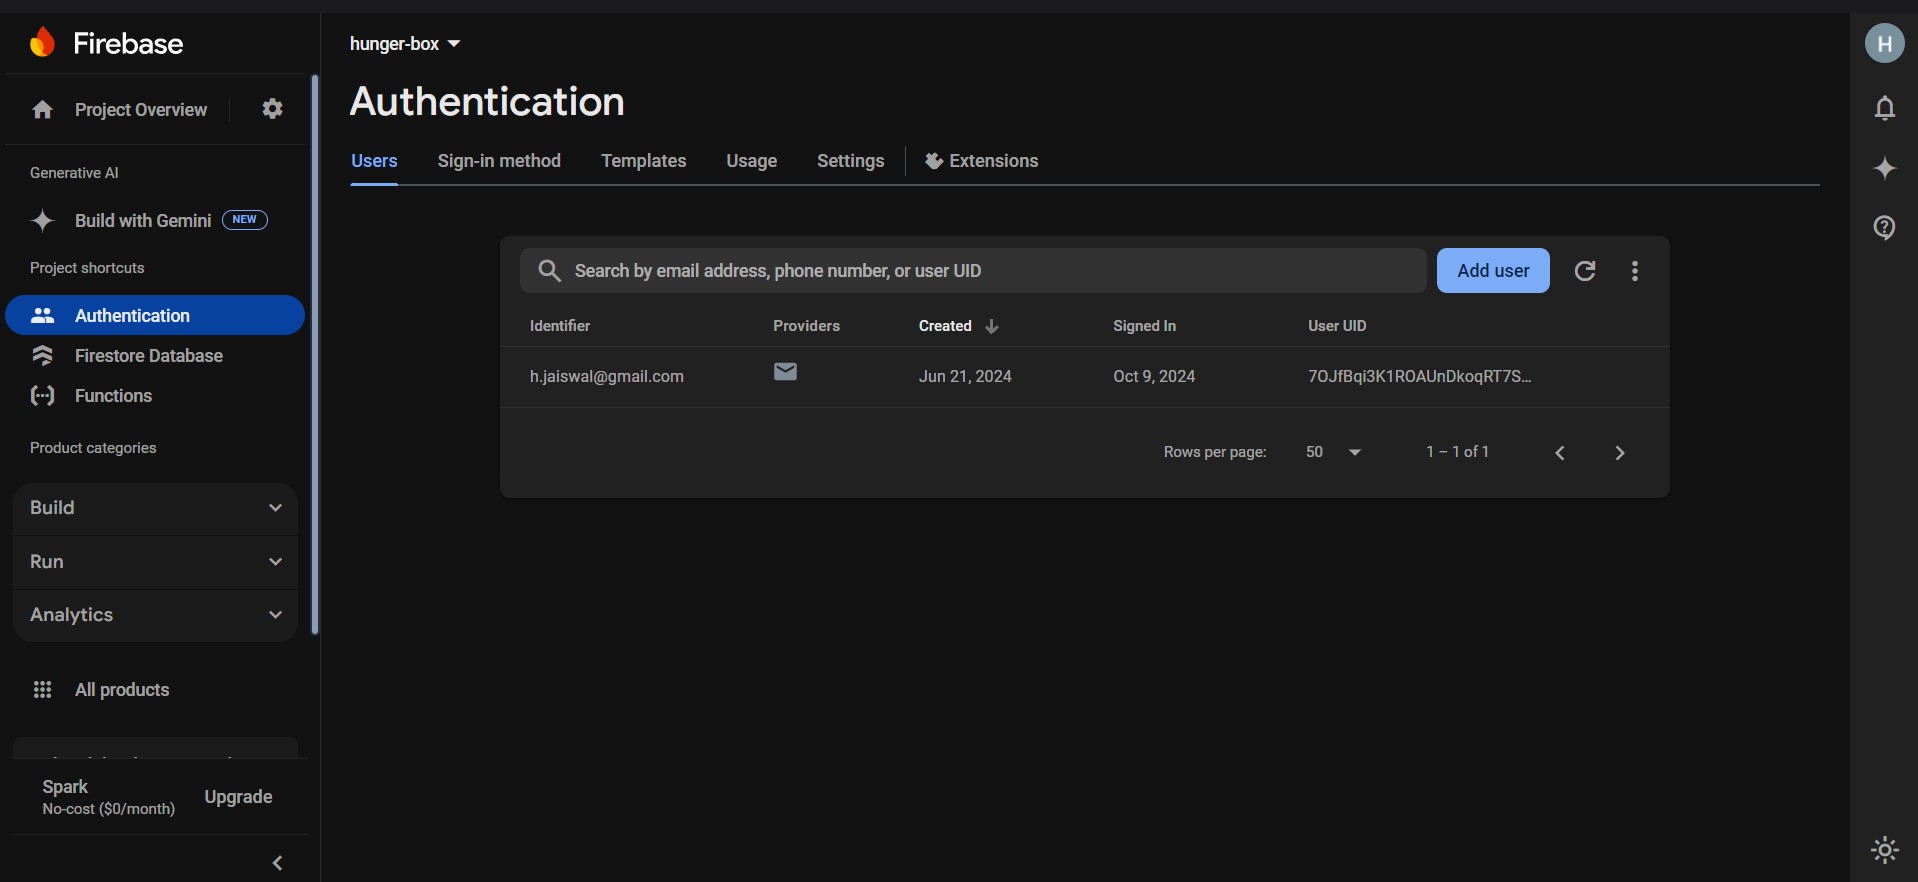 Firebase
Project Overview
Generative AI
Build with Gemini NEW
Project shortcuts
Authentication
Firestore Database
Functions
Product categories
Build
Run
Analytics
All products
Spark
No-cost ($0/month)
Upgrade
hunger-box
Authentication
Users Sign-in method Templates Usage Settings Extensions
Search by email address, phone number, or user UID Add user
Identifier Providers Created Signed In User UID
h.jaiswal@gmail.com Jun 21, 2024 Oct 9, 2024 7OJfBqi3K1ROAUnDkoqRT7S...
Rows per page: 50 1 – 1 of 1
H